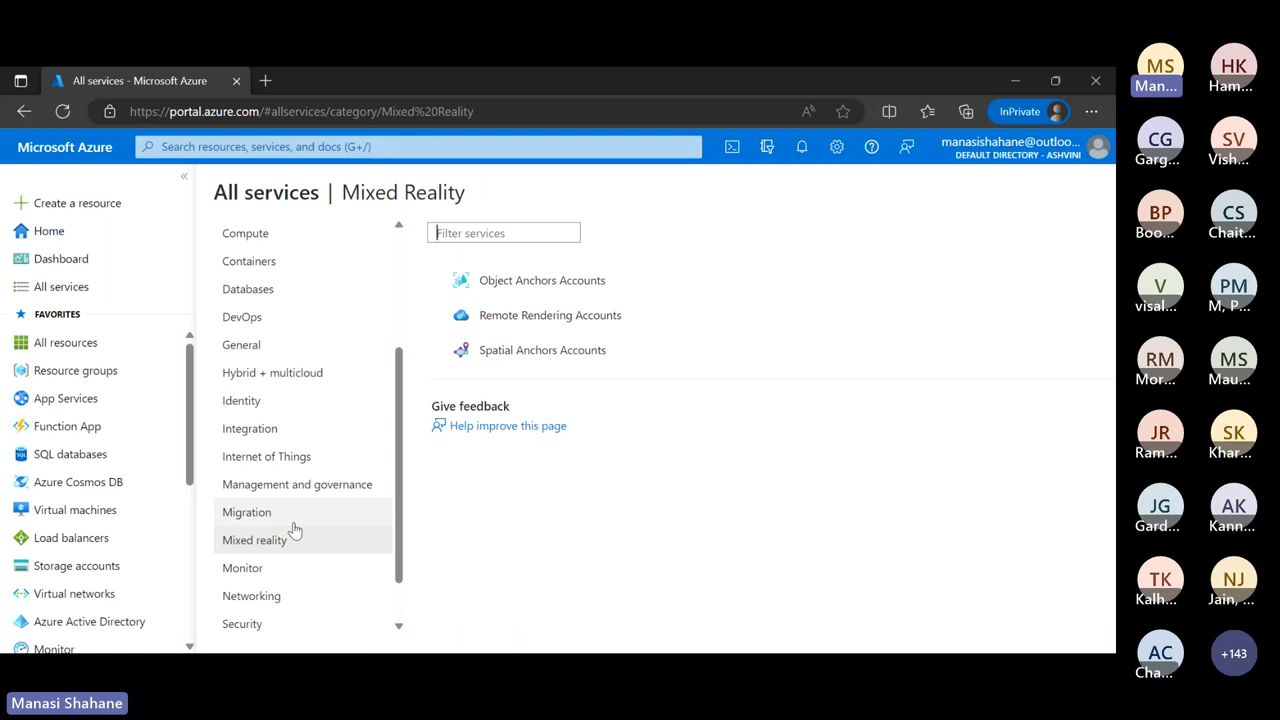 All services - Microsoft Azure
https://portal.azure.com/#allservices/category/Mixed%20Reality
InPrivate
Microsoft Azure
Search resources, services, and docs (G+/)
manasishahane@outloo...
DEFAULT DIRECTORY - ASHVINI
Create a resource
Home
Dashboard
All services
FAVORITES
All resources
Resource groups
App Services
Function App
SQL databases
Azure Cosmos DB
Virtual machines
Load balancers
Storage accounts
Virtual networks
Azure Active Directory
Monitor
All services | Mixed Reality
Compute
Containers
Databases
DevOps
General
Hybrid + multicloud
Identity
Integration
Internet of Things
Management and governance
Migration
Mixed reality
Monitor
Networking
Security
Filter services
Object Anchors Accounts
Remote Rendering Accounts
Spatial Anchors Accounts
Give feedback
Help improve this page
MS HK
Man... Ham...
CG SV
Garg... Vish...
BP CS
Boo... Chait...
V PM
visal... M, P...
RM MS
Mor... Mau...
JR SK
Ram... Khar...
JG AK
Gard... Kann...
TK NJ
Kalh... Jain, ...
AC +143
Cha...
Manasi Shahane